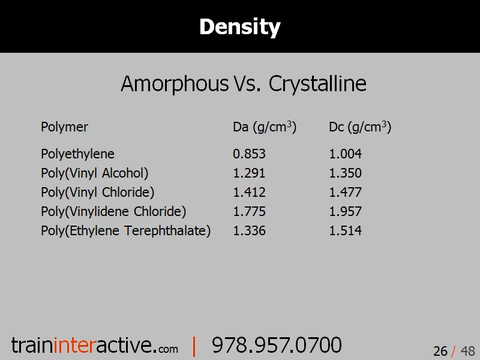 Density
Amorphous Vs. Crystalline
Polymer Da (g/cm³) Dc (g/cm³)
Polyethylene 0.853 1.004
Poly(Vinyl Alcohol) 1.291 1.350
Poly(Vinyl Chloride) 1.412 1.477
Poly(Vinylidene Chloride) 1.775 1.957
Poly(Ethylene Terephthalate) 1.336 1.514
traininteractive.com | 978.957.0700 26 / 48